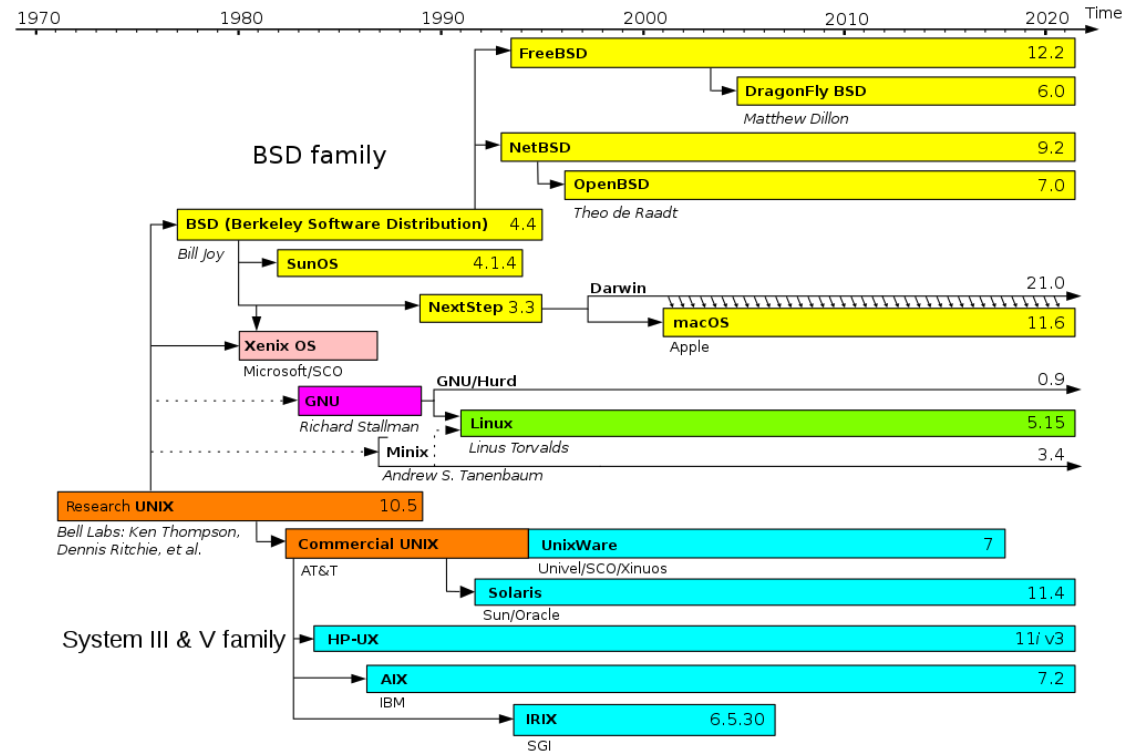 1970 1980 1990 2000 2010 2020 Time
FreeBSD 12.2
DragonFly BSD 6.0
Matthew Dillon
BSD family
NetBSD 9.2
OpenBSD 7.0
Theo de Raadt
BSD (Berkeley Software Distribution) 4.4
Bill Joy
SunOS 4.1.4
Darwin 21.0
NextStep 3.3
macOS 11.6
Apple
Xenix OS
Microsoft/SCO
GNU/Hurd 0.9
GNU
Richard Stallman
Linux 5.15
Linus Torvalds
Minix 3.4
Andrew S. Tanenbaum
Research UNIX 10.5
Bell Labs: Ken Thompson,
Dennis Ritchie, et al.
Commercial UNIX
AT&T
UnixWare 7
Univel/SCO/Xinuos
Solaris 11.4
Sun/Oracle
System III & V family
HP-UX 11i v3
AIX 7.2
IBM
IRIX 6.5.30
SGI